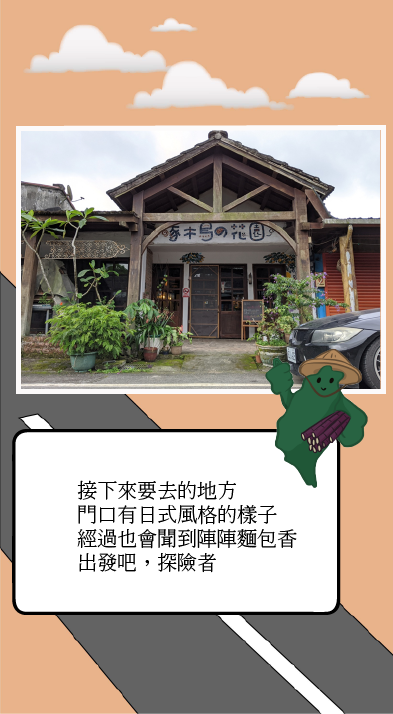 啄木鳥の花園
接下來要去的地方
門口有日式風格的樣子
經過也會聞到陣陣麵包香
出發吧，探險者